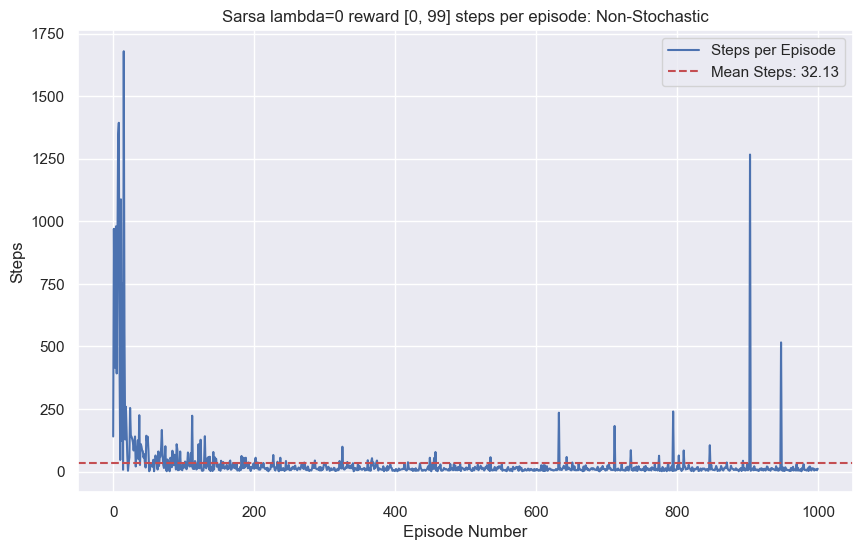 Sarsa lambda=0 reward [0, 99] steps per episode: Non-Stochastic
Steps per Episode
Mean Steps: 32.13
Steps
1750
1500
1250
1000
750
500
250
0
0
200
400
600
800
1000
Episode Number